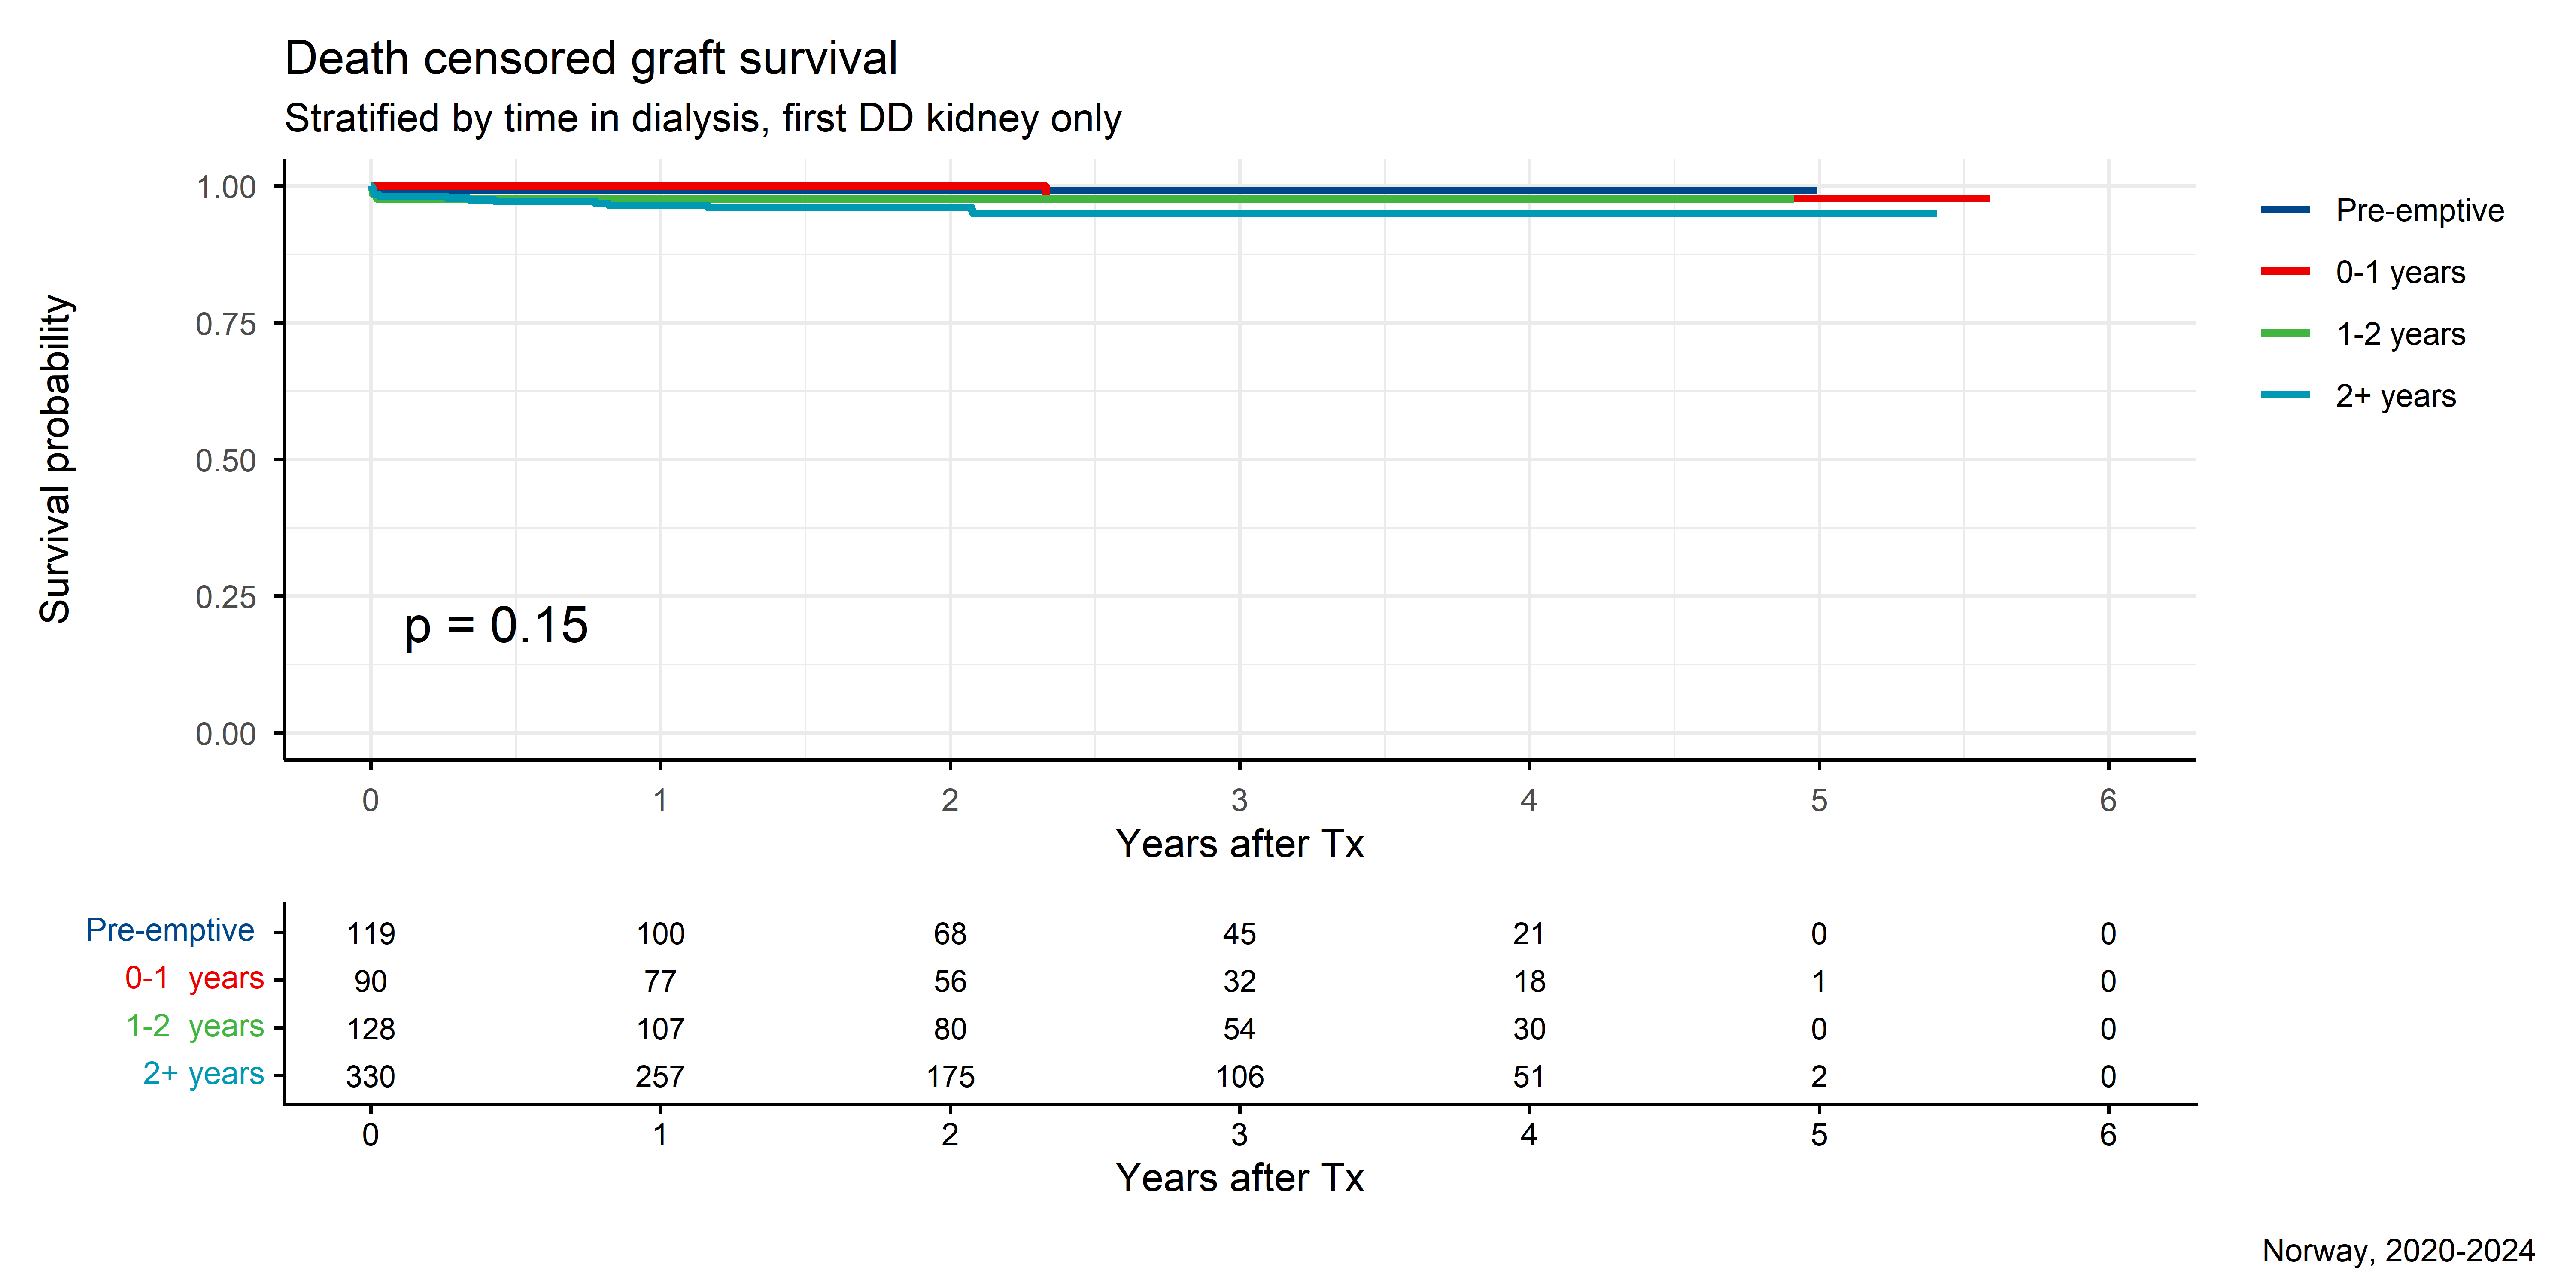 Death censored graft survival
Stratified by time in dialysis, first DD kidney only
Survival probability
1.00
0.75
0.50
0.25
0.00
p = 0.15
0 1 2 3 4 5 6
Years after Tx
Pre-emptive
0-1 years
1-2 years
2+ years
Pre-emptive 119 100 68 45 21 0 0
0-1 years 90 77 56 32 18 1 0
1-2 years 128 107 80 54 30 0 0
2+ years 330 257 175 106 51 2 0
0 1 2 3 4 5 6
Years after Tx
Norway, 2020-2024